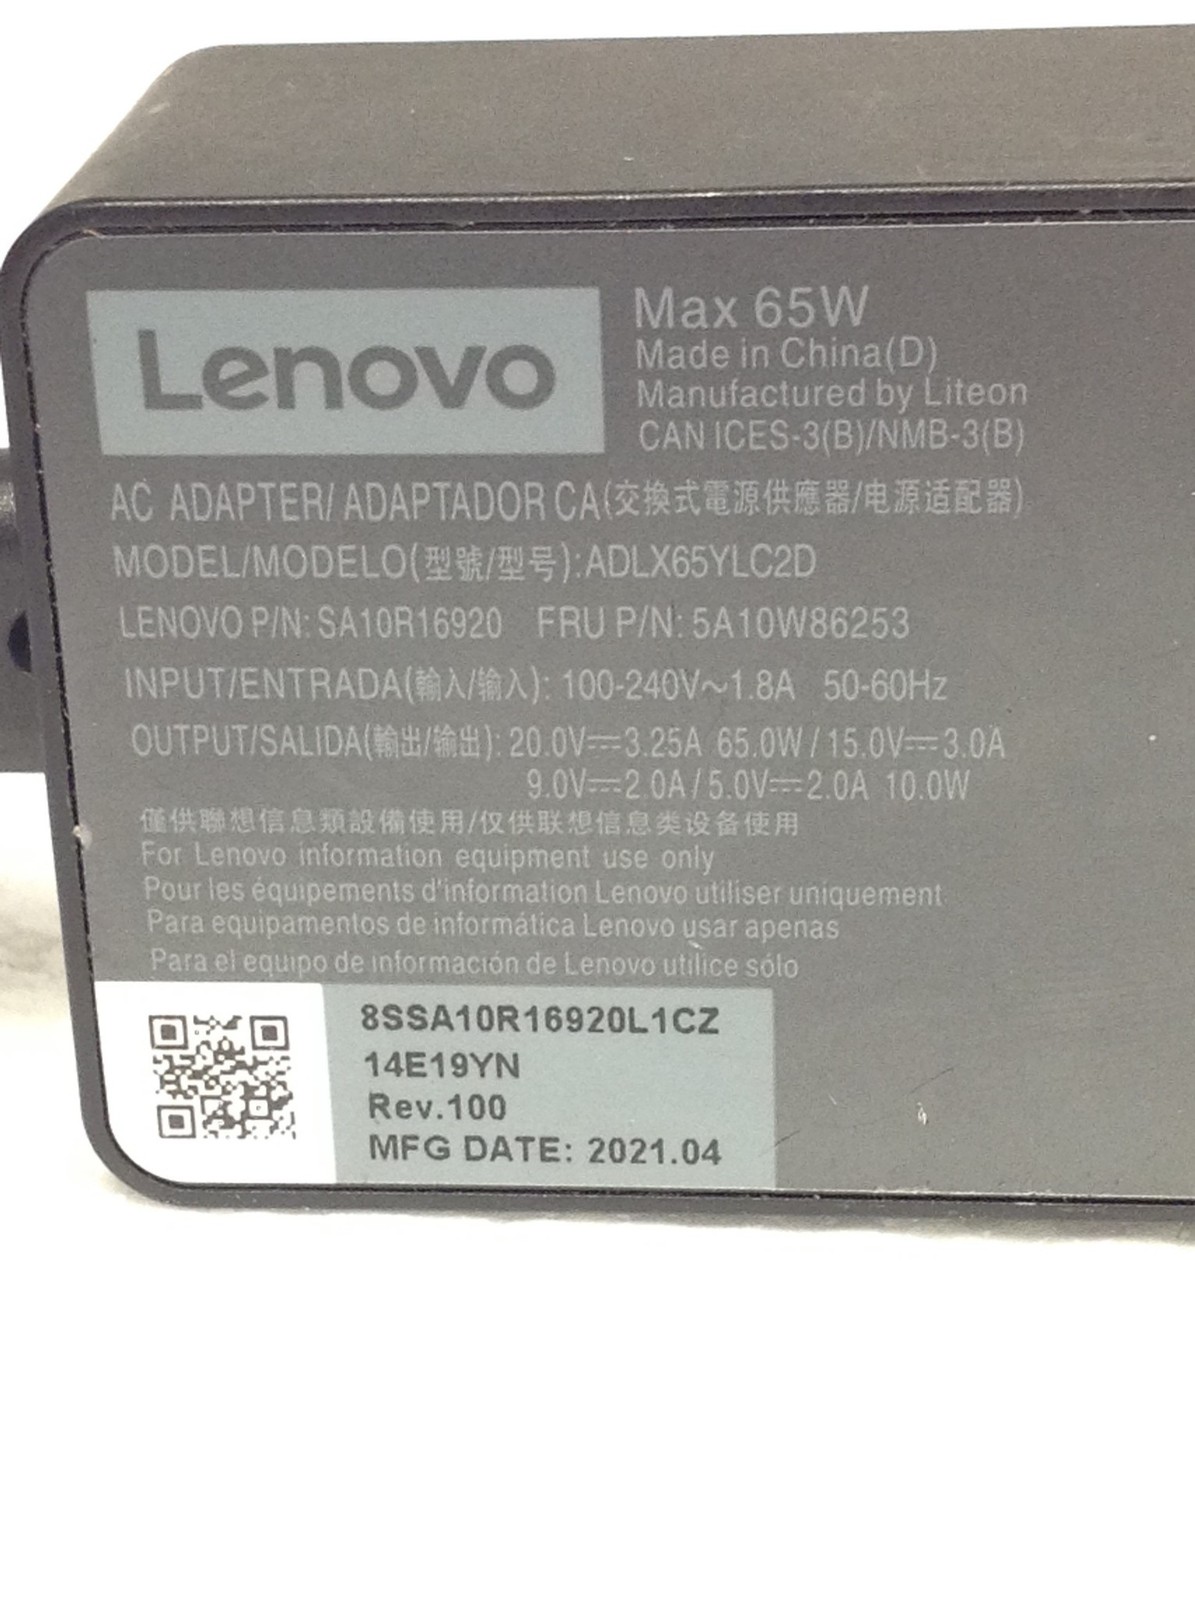 Lenovo
Max 65W
Made in China(D)
Manufactured by Liteon
CAN ICES-3(B)/NMB-3(B)
AC ADAPTER/ ADAPTADOR CA(交換式電源供應器/电源适配器)
MODEL/MODELO(型號/型号):ADLX65YLC2D
LENOVO P/N: SA10R16920 FRU P/N: 5A10W86253
INPUT/ENTRADA(輸入/输入): 100-240V~1.8A 50-60Hz
OUTPUT/SALIDA(輸出/输出): 20.0V⎓3.25A 65.0W / 15.0V⎓3.0A
9.0V⎓2.0A / 5.0V⎓2.0A 10.0W
僅供聯想信息類設備使用/仅供联想信息类设备使用
For Lenovo information equipment use only
Pour les équipements d'information Lenovo utiliser uniquement
Para equipamentos de informática Lenovo usar apenas
Para el equipo de información de Lenovo utilice sólo
8SSA10R16920L1CZ
14E19YN
Rev.100
MFG DATE: 2021.04